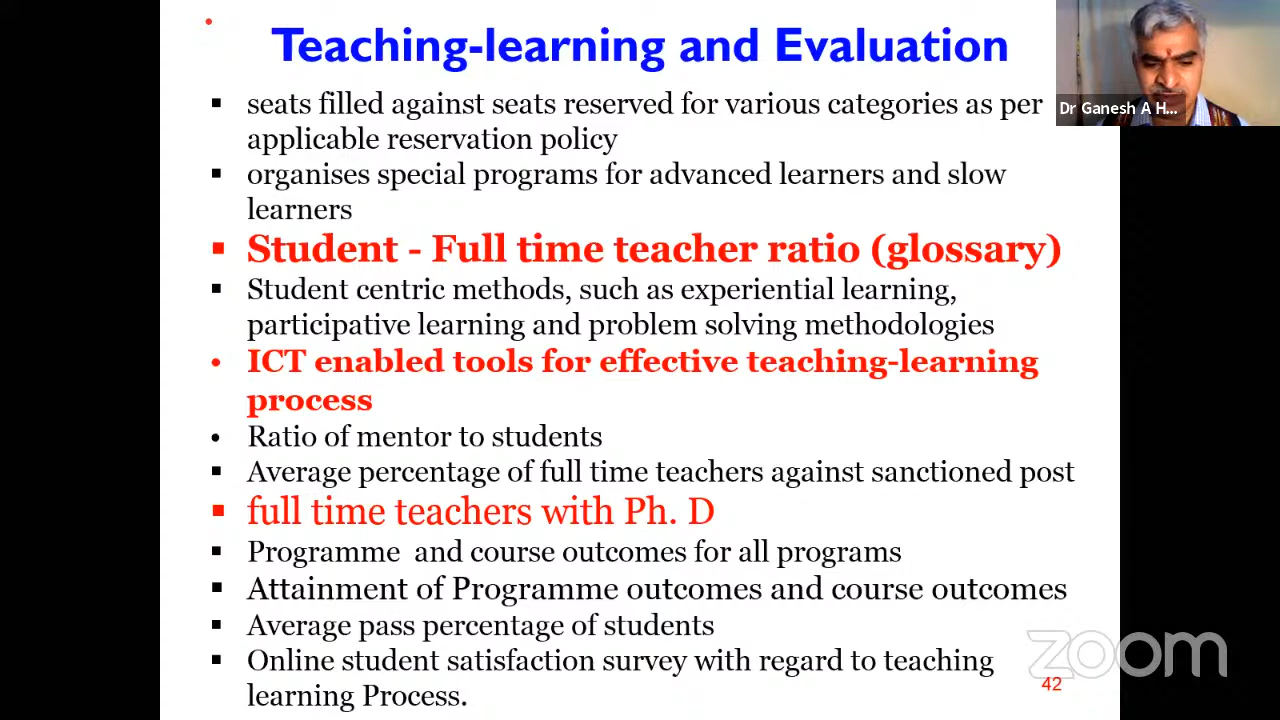 Teaching-learning and Evaluation
Dr Ganesh A H...
▪ seats filled against seats reserved for various categories as per
applicable reservation policy
▪ organises special programs for advanced learners and slow
learners
▪ Student - Full time teacher ratio (glossary)
▪ Student centric methods, such as experiential learning,
participative learning and problem solving methodologies
• ICT enabled tools for effective teaching-learning
process
• Ratio of mentor to students
▪ Average percentage of full time teachers against sanctioned post
▪ full time teachers with Ph. D
▪ Programme and course outcomes for all programs
▪ Attainment of Programme outcomes and course outcomes
▪ Average pass percentage of students
▪ Online student satisfaction survey with regard to teaching
learning Process.
zoom
42